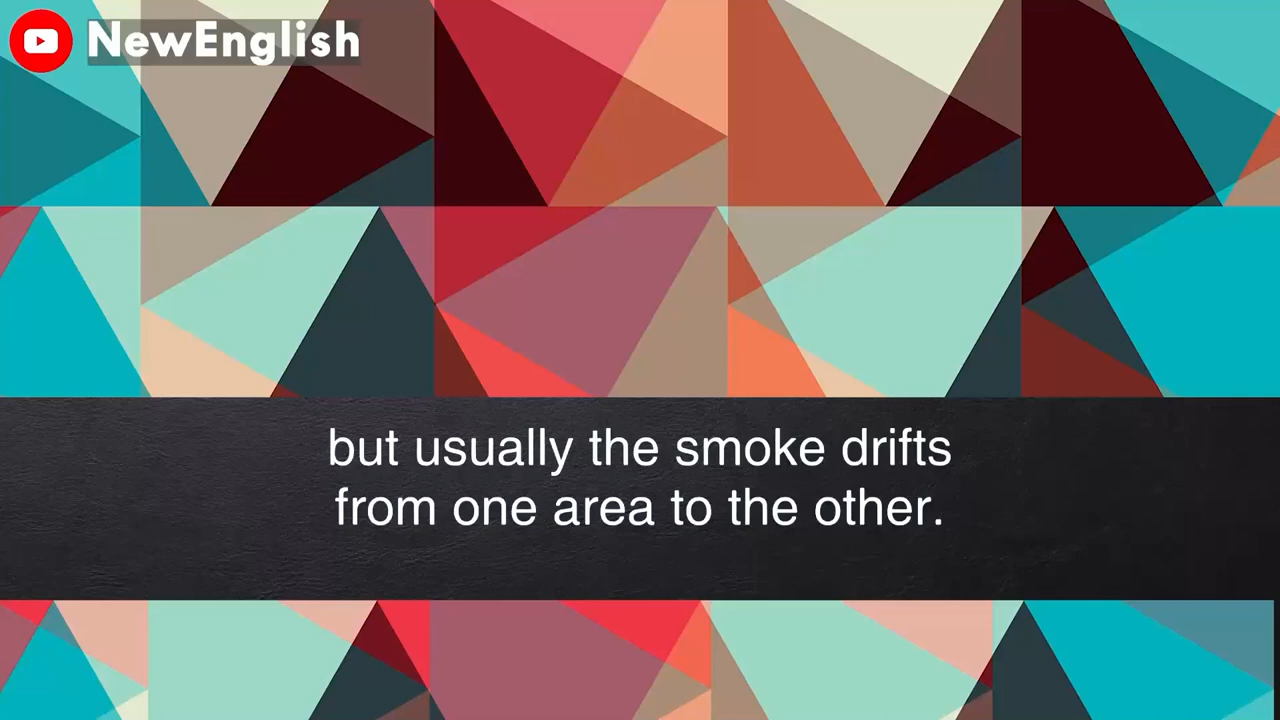 NewEnglish
but usually the smoke drifts
from one area to the other.